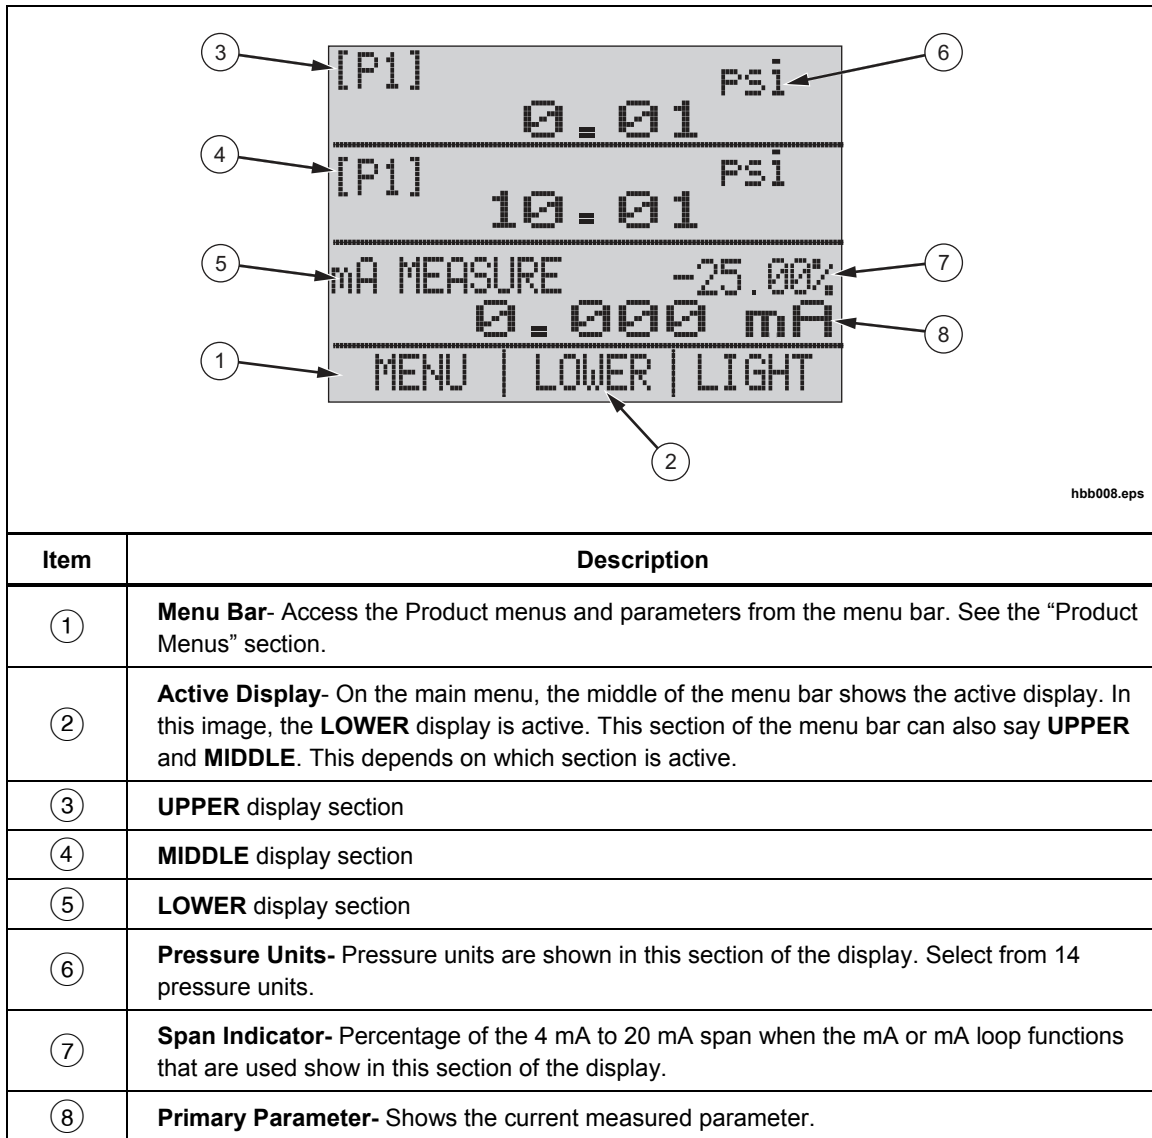 3
[P1]
psi
6
0.01
4
[P1]
psi
10.01
5
mA MEASURE -25.00%
7
0.000 mA
8
1
MENU | LOWER | LIGHT
2
hbb008.eps
Item Description
1 Menu Bar- Access the Product menus and parameters from the menu bar. See the “Product
Menus” section.
2 Active Display- On the main menu, the middle of the menu bar shows the active display. In
this image, the LOWER display is active. This section of the menu bar can also say UPPER
and MIDDLE. This depends on which section is active.
3 UPPER display section
4 MIDDLE display section
5 LOWER display section
6 Pressure Units- Pressure units are shown in this section of the display. Select from 14
pressure units.
7 Span Indicator- Percentage of the 4 mA to 20 mA span when the mA or mA loop functions
that are used show in this section of the display.
8 Primary Parameter- Shows the current measured parameter.